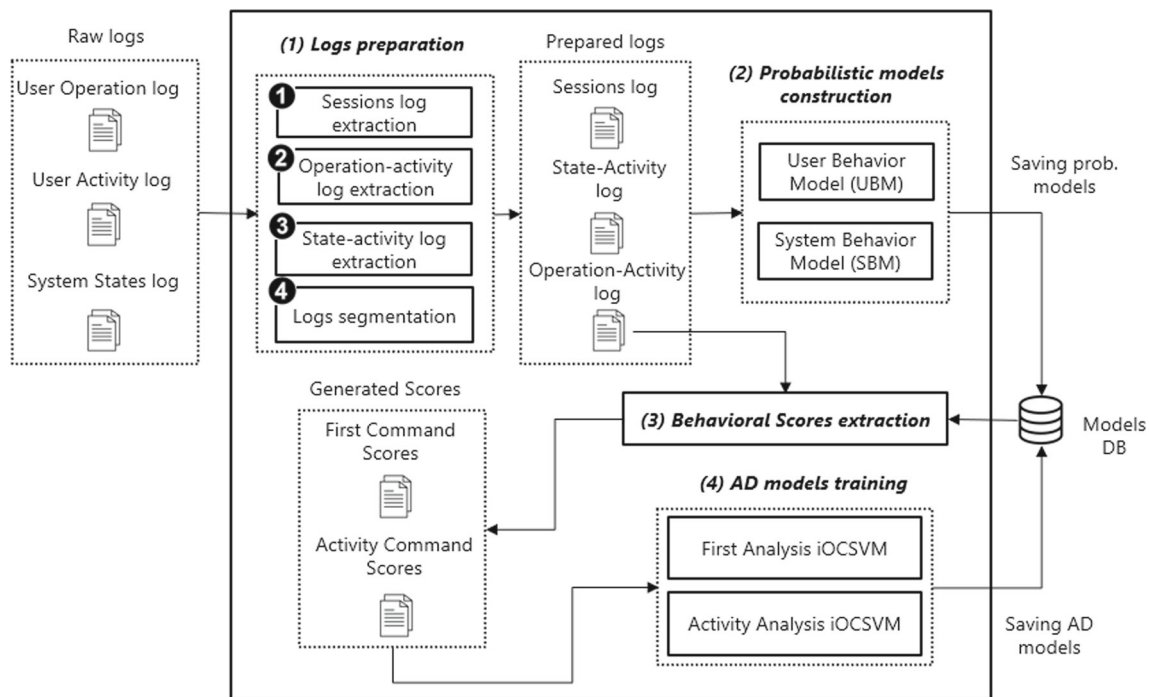 Raw logs
User Operation log
User Activity log
System States log
(1) Logs preparation
1
Sessions log
extraction
2
Operation-activity
log extraction
3
State-activity log
extraction
4
Logs segmentation
Prepared logs
Sessions log
State-Activity
log
Operation-Activity
log
(2) Probabilistic models
construction
User Behavior
Model (UBM)
System Behavior
Model (SBM)
Saving prob.
models
Generated Scores
First Command
Scores
Activity Command
Scores
(3) Behavioral Scores extraction
Models
DB
(4) AD models training
First Analysis iOCSVM
Activity Analysis iOCSVM
Saving AD
models